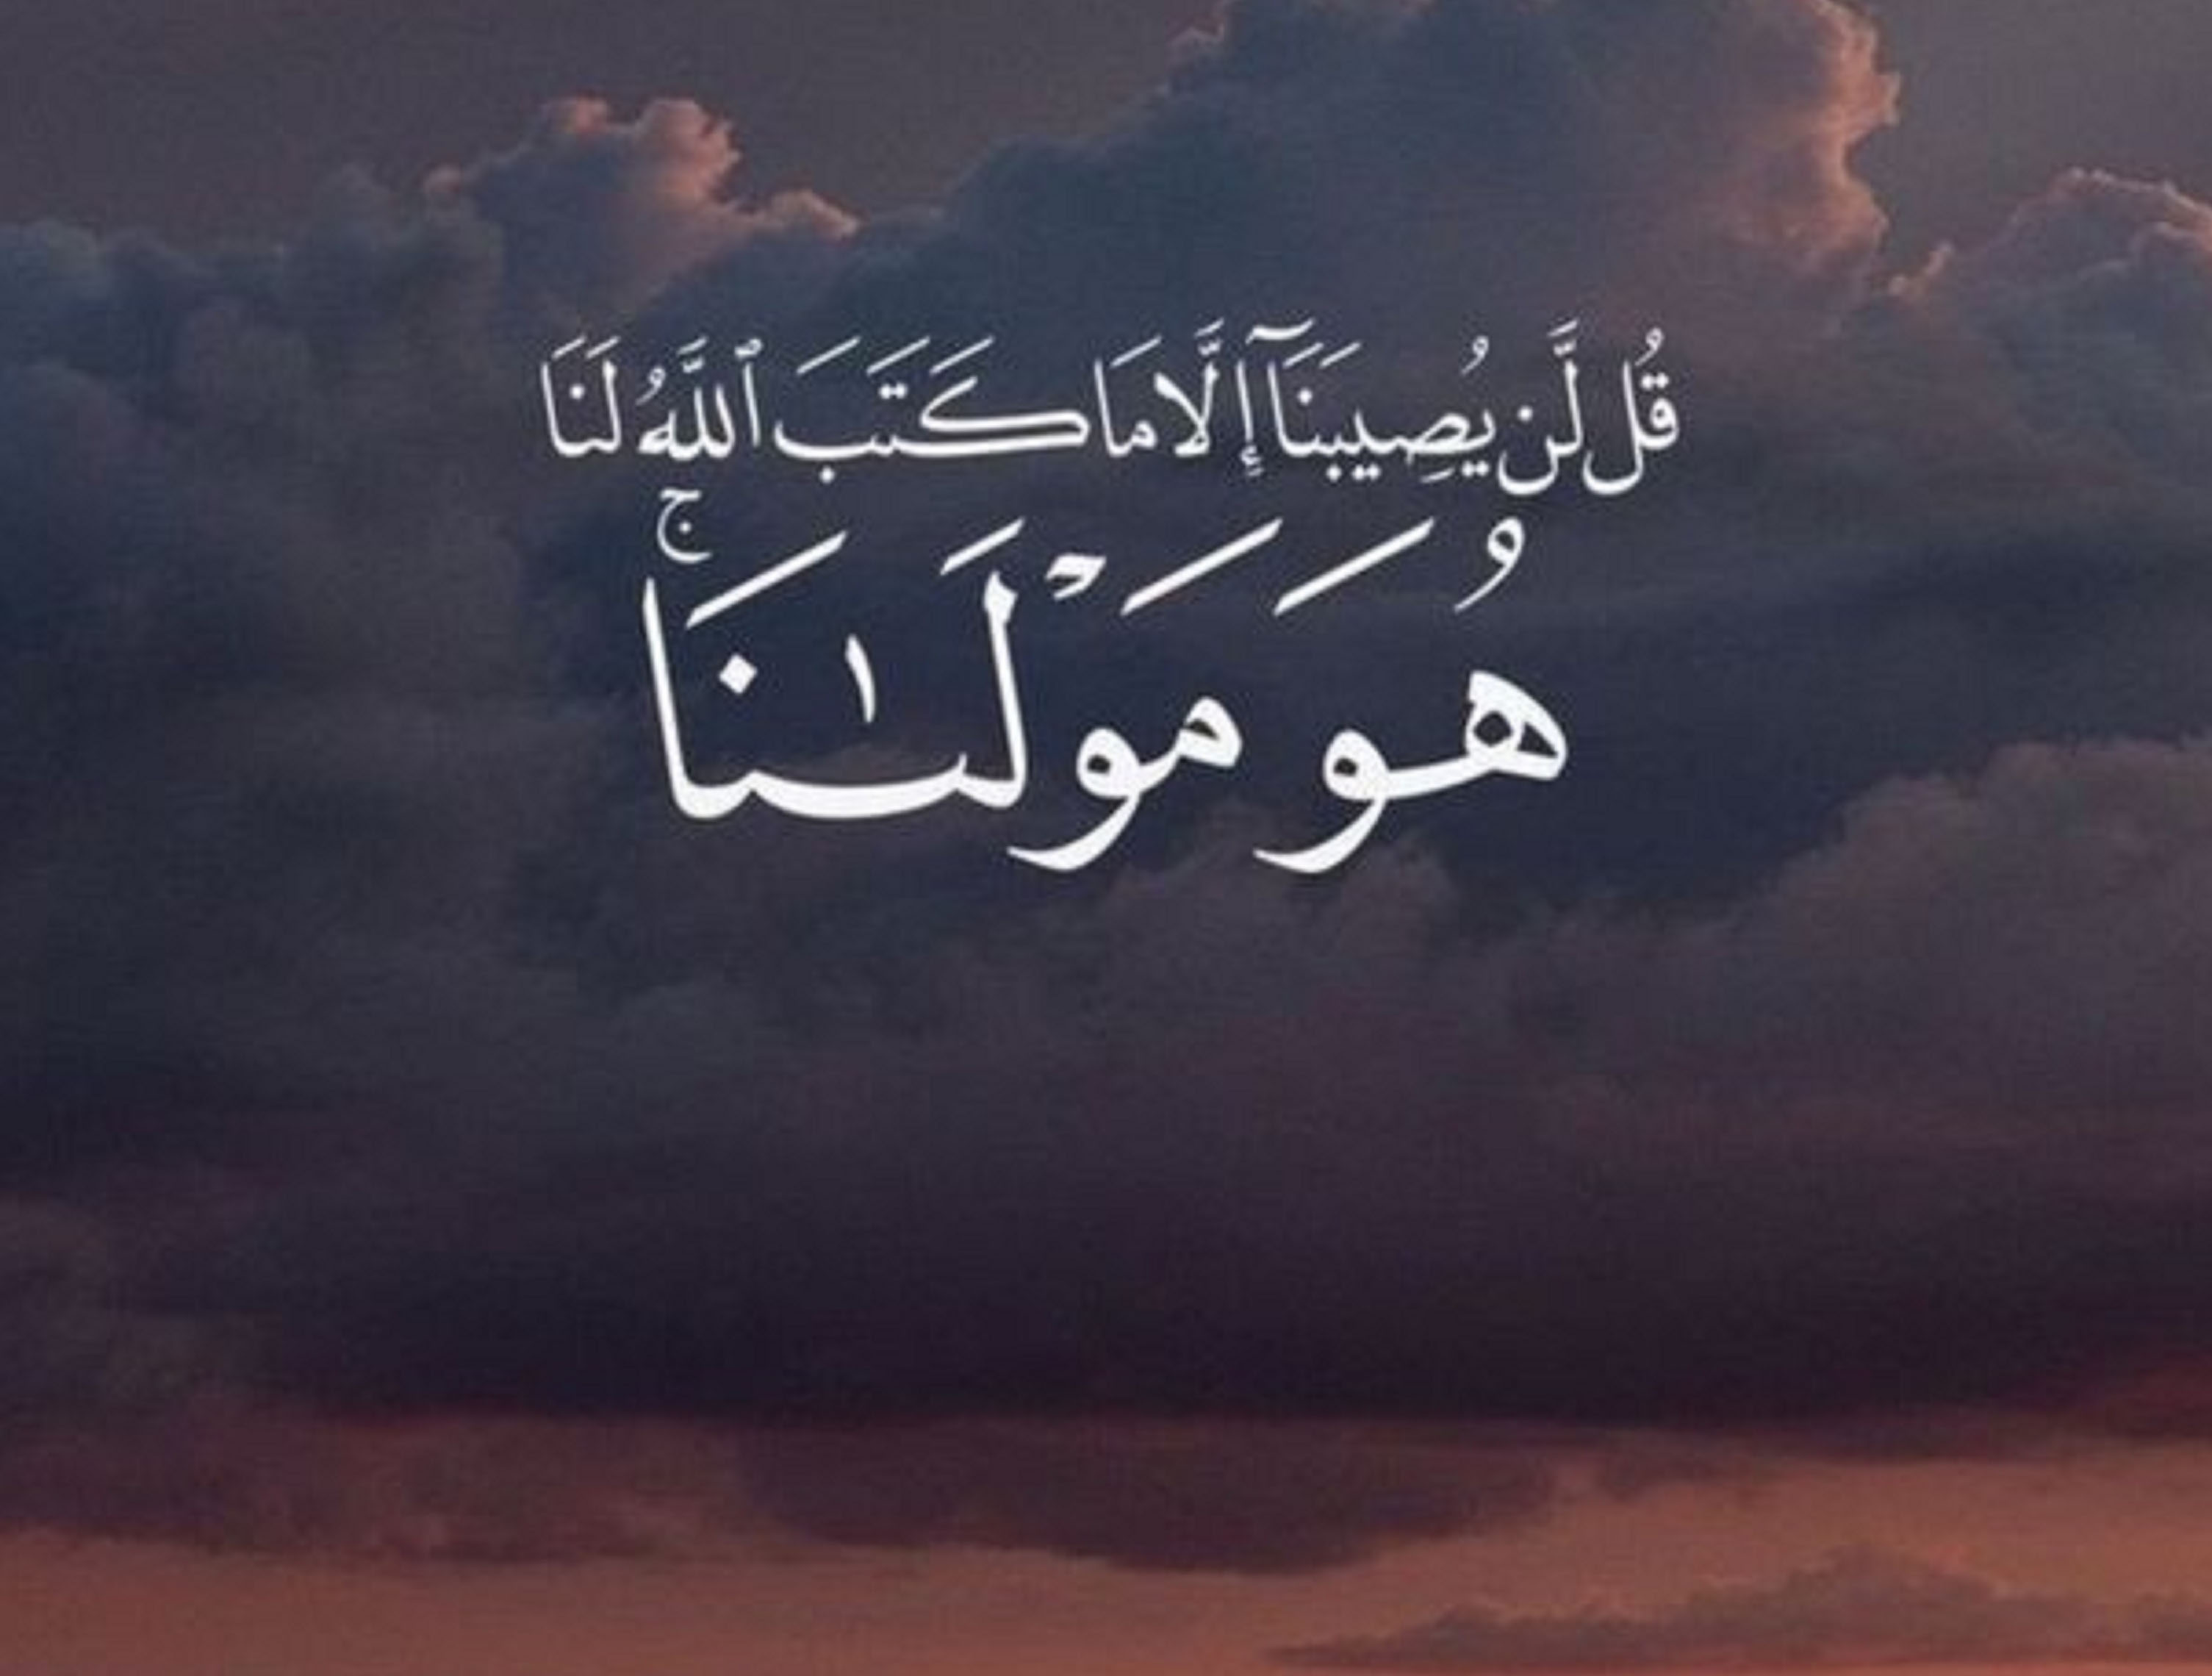 قُل لَّن يُصِيبَنَآ إِلَّا مَا كَتَبَ ٱللَّهُ لَنَا
هُوَ مَوْلَىٰنَا ۚ